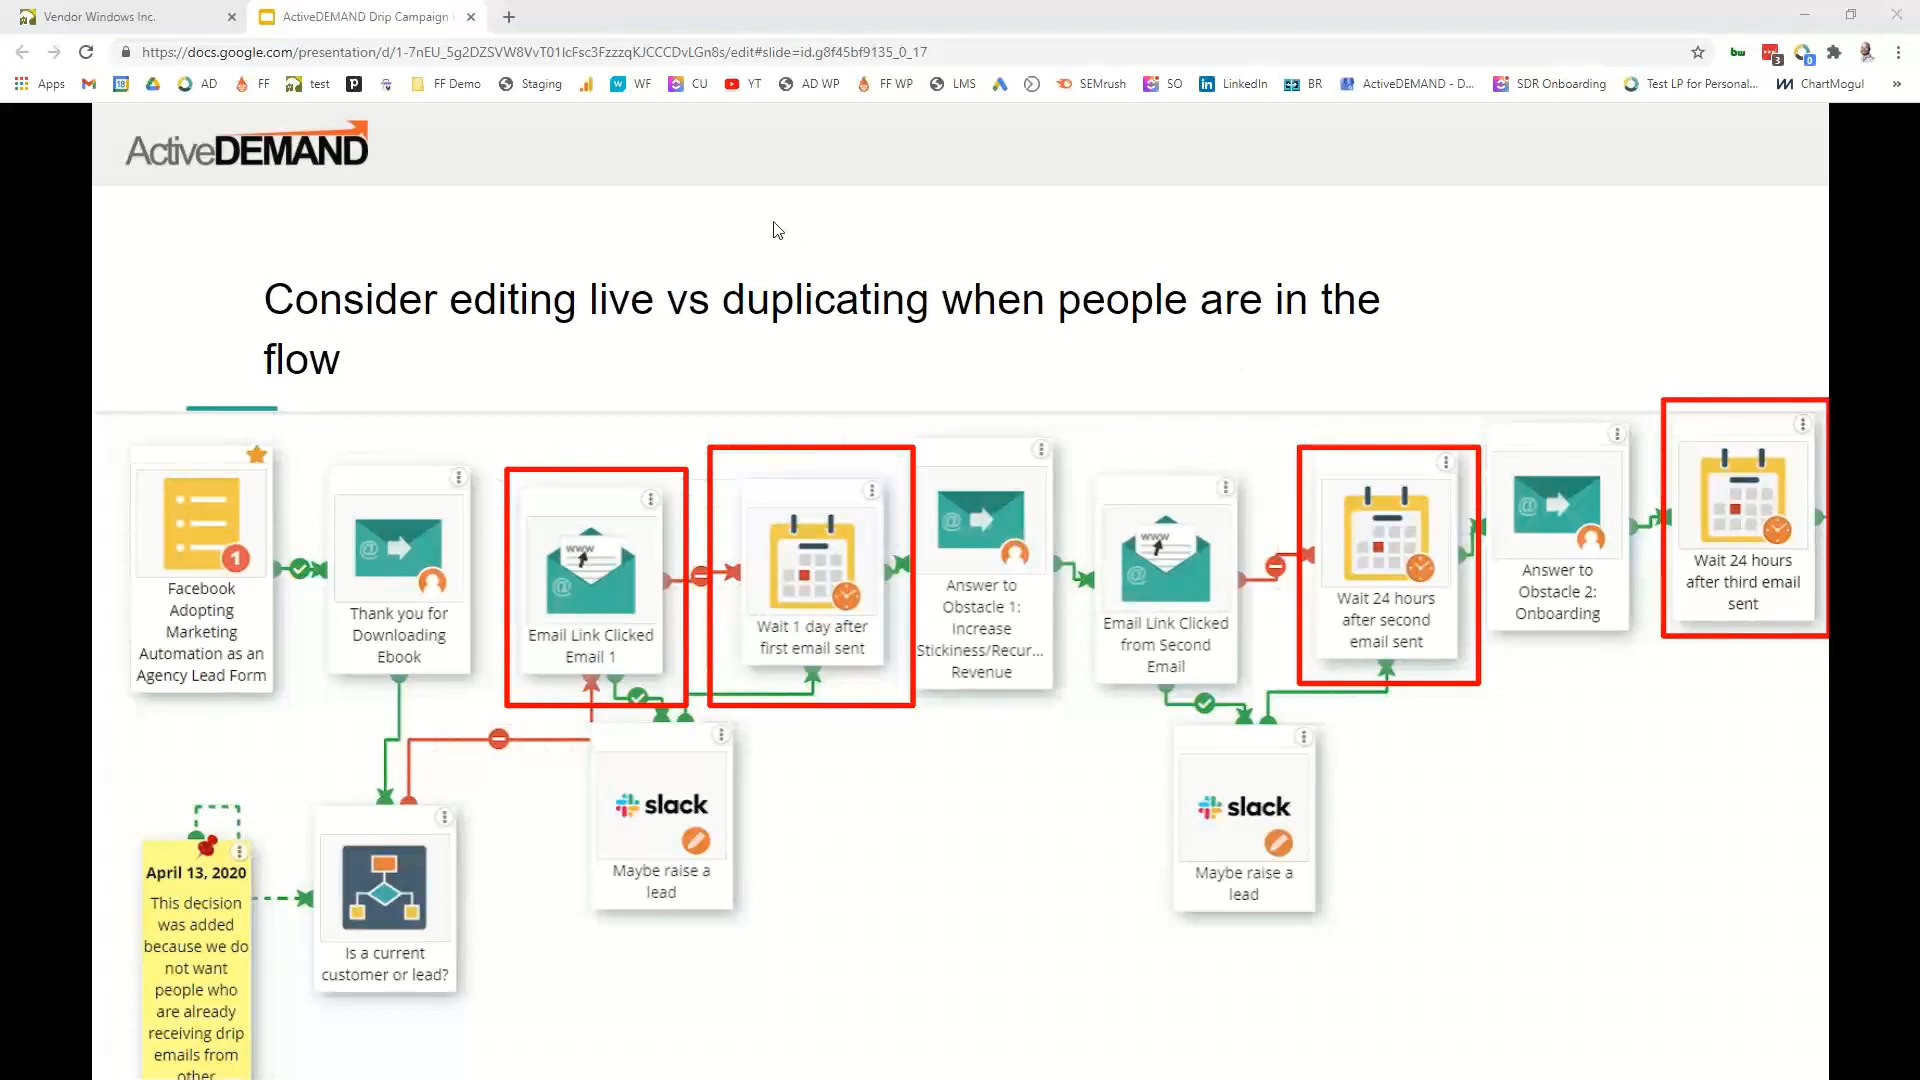 Vendor Windows Inc.
ActiveDEMAND Drip Campaign
https://docs.google.com/presentation/d/1-7nEU_5g2DZSVW8VvT01IcFsc3FzzzqKJCCCDvLGn8s/edit#slide=id.g8f45bf9135_0_17
3
0
Apps
18
AD
FF
test
FF Demo
Staging
WF
CU
YT
AD WP
FF WP
LMS
SEMrush
SO
LinkedIn
BR
ActiveDEMAND - D...
SDR Onboarding
Test LP for Personal...
ChartMogul
»
ActiveDEMAND
Consider editing live vs duplicating when people are in the
flow
1
Facebook
Adopting
Marketing
Automation as an
Agency Lead Form
@
Thank you for
Downloading
Ebook
www
@
Email Link Clicked
Email 1
Wait 1 day after
first email sent
@
Answer to
Obstacle 1:
Increase
Stickiness/Recur...
Revenue
www
@
Email Link Clicked
from Second
Email
Wait 24 hours
after second
email sent
@
Answer to
Obstacle 2:
Onboarding
Wait 24 hours
after third email
sent
slack
Maybe raise a
lead
slack
Maybe raise a
lead
Is a current
customer or lead?
April 13, 2020
This decision
was added
because we do
not want
people who
are already
receiving drip
emails from
other